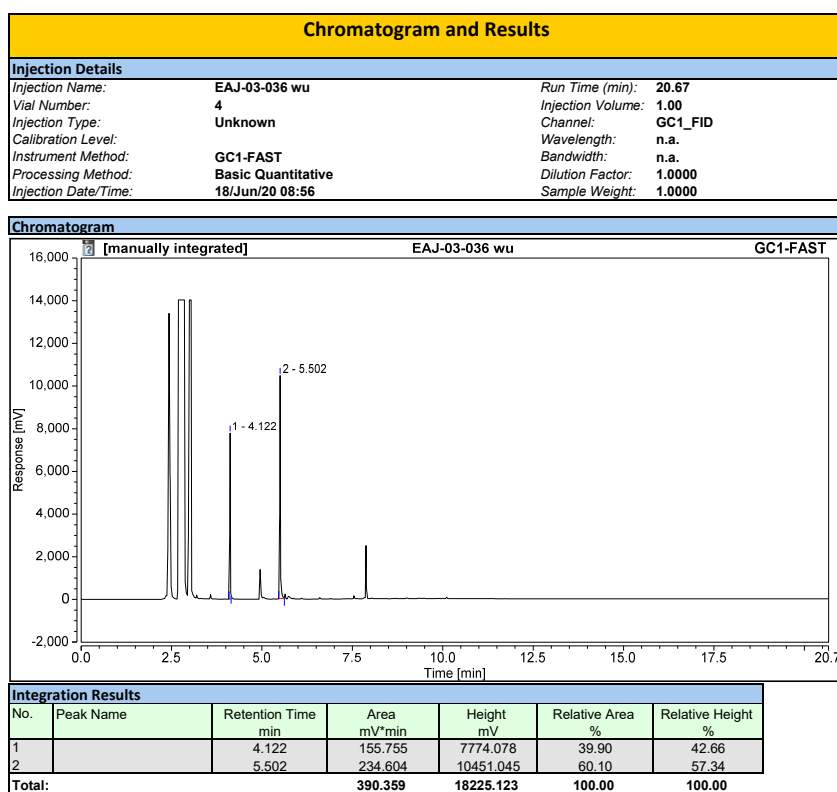 Chromatogram and Results
Injection Details
Injection Name: EAJ-03-036 wu Run Time (min): 20.67
Vial Number: 4 Injection Volume: 1.00
Injection Type: Unknown Channel: GC1_FID
Calibration Level: Wavelength: n.a.
Instrument Method: GC1-FAST Bandwidth: n.a.
Processing Method: Basic Quantitative Dilution Factor: 1.0000
Injection Date/Time: 18/Jun/20 08:56 Sample Weight: 1.0000
Chromatogram
? [manually integrated] EAJ-03-036 wu GC1-FAST
16,000
14,000
12,000
10,000
8,000
6,000
4,000
2,000
0
-2,000
Response [mV]
2 - 5.502
1 - 4.122
0.0 2.5 5.0 7.5 10.0 12.5 15.0 17.5 20.7
Time [min]
Integration Results
No. Peak Name Retention Time Area Height Relative Area Relative Height
min mV*min mV % %
1 4.122 155.755 7774.078 39.90 42.66
2 5.502 234.604 10451.045 60.10 57.34
Total: 390.359 18225.123 100.00 100.00